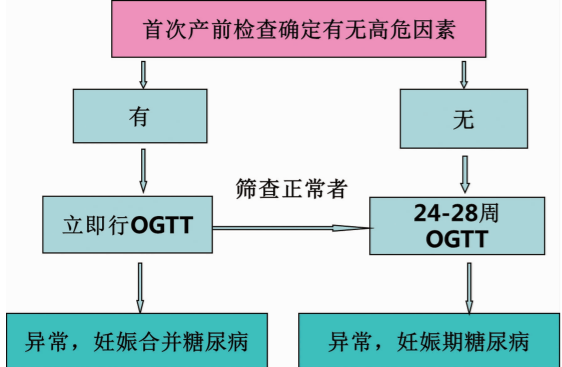 首次产前检查确定有无高危因素
有
无
筛查正常者
立即行OGTT
24-28周
OGTT
异常，妊娠合并糖尿病
异常，妊娠期糖尿病